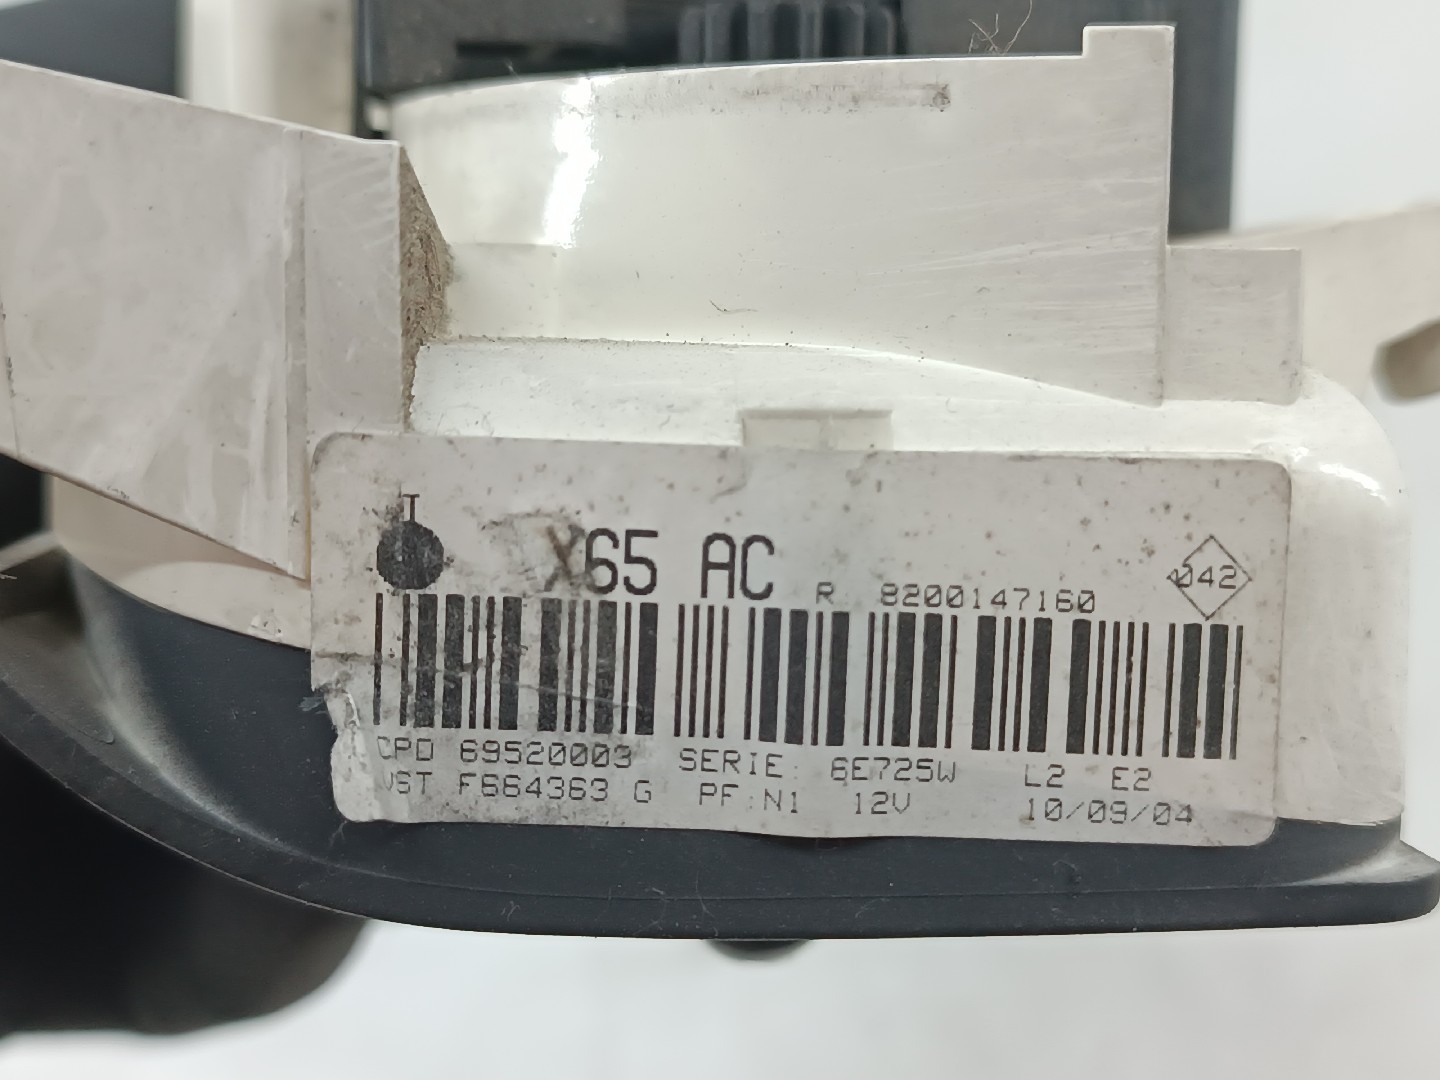 T
X65 AC R 8200147160 042
CPD 69520003 SERIE: 6E725W L2 E2
VST F664363 G PF:N1 12V 10/09/04